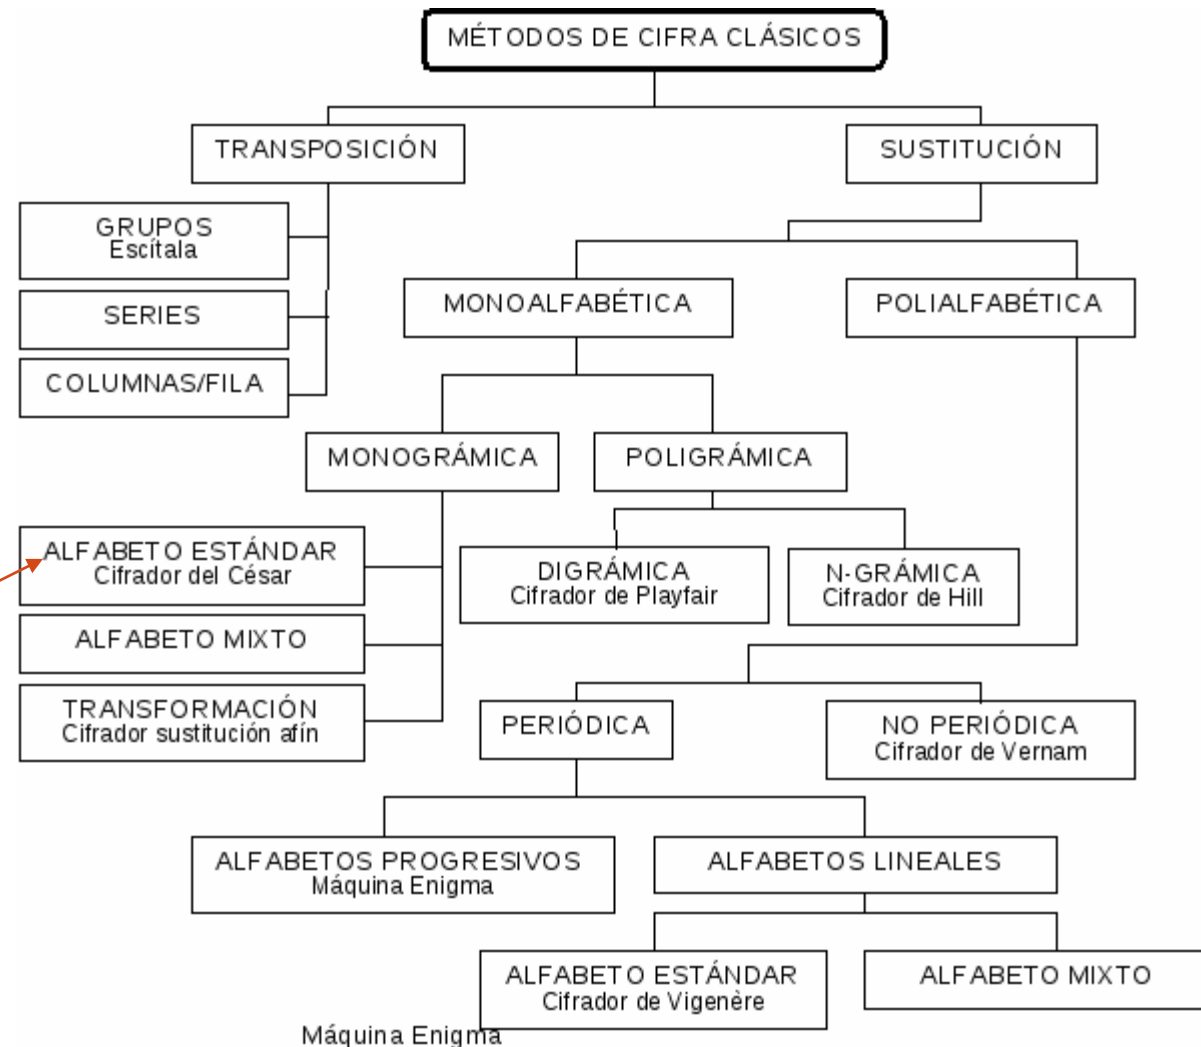 MÉTODOS DE CIFRA CLÁSICOS
TRANSPOSICIÓN
SUSTITUCIÓN
GRUPOS
Escítala
SERIES
COLUMNAS/FILA
MONOALFABÉTICA
POLIALFABÉTICA
MONOGRÁMICA
POLIGRÁMICA
ALFABETO ESTÁNDAR
Cifrador del César
ALFABETO MIXTO
TRANSFORMACIÓN
Cifrador sustitución afín
DIGRÁMICA
Cifrador de Playfair
N-GRÁMICA
Cifrador de Hill
PERIÓDICA
NO PERIÓDICA
Cifrador de Vernam
ALFABETOS PROGRESIVOS
Máquina Enigma
ALFABETOS LINEALES
ALFABETO ESTÁNDAR
Cifrador de Vigenère
ALFABETO MIXTO
Máquina Enigma